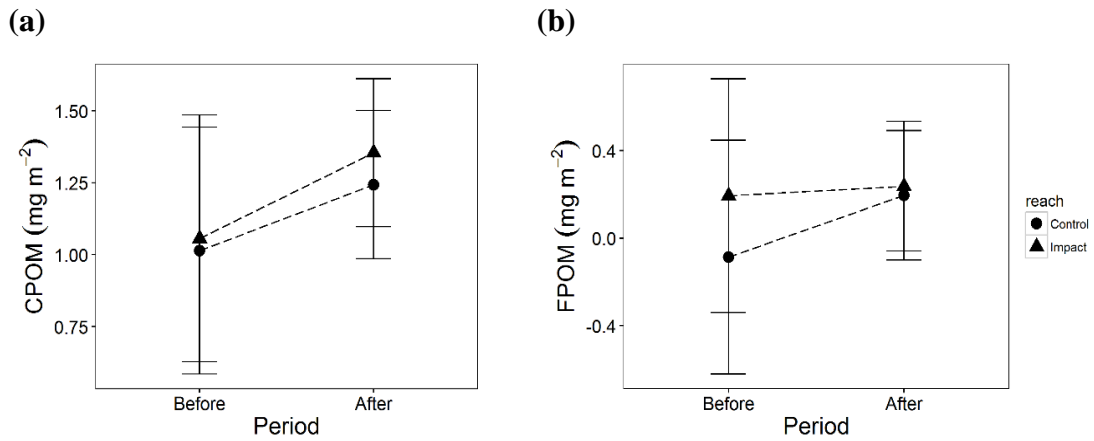 (a)
CPOM (mg m−2)
1.50
1.25
1.00
0.75
Before After
Period
(b)
FPOM (mg m−2)
0.4
0.0
-0.4
Before After
Period
reach
Control
Impact